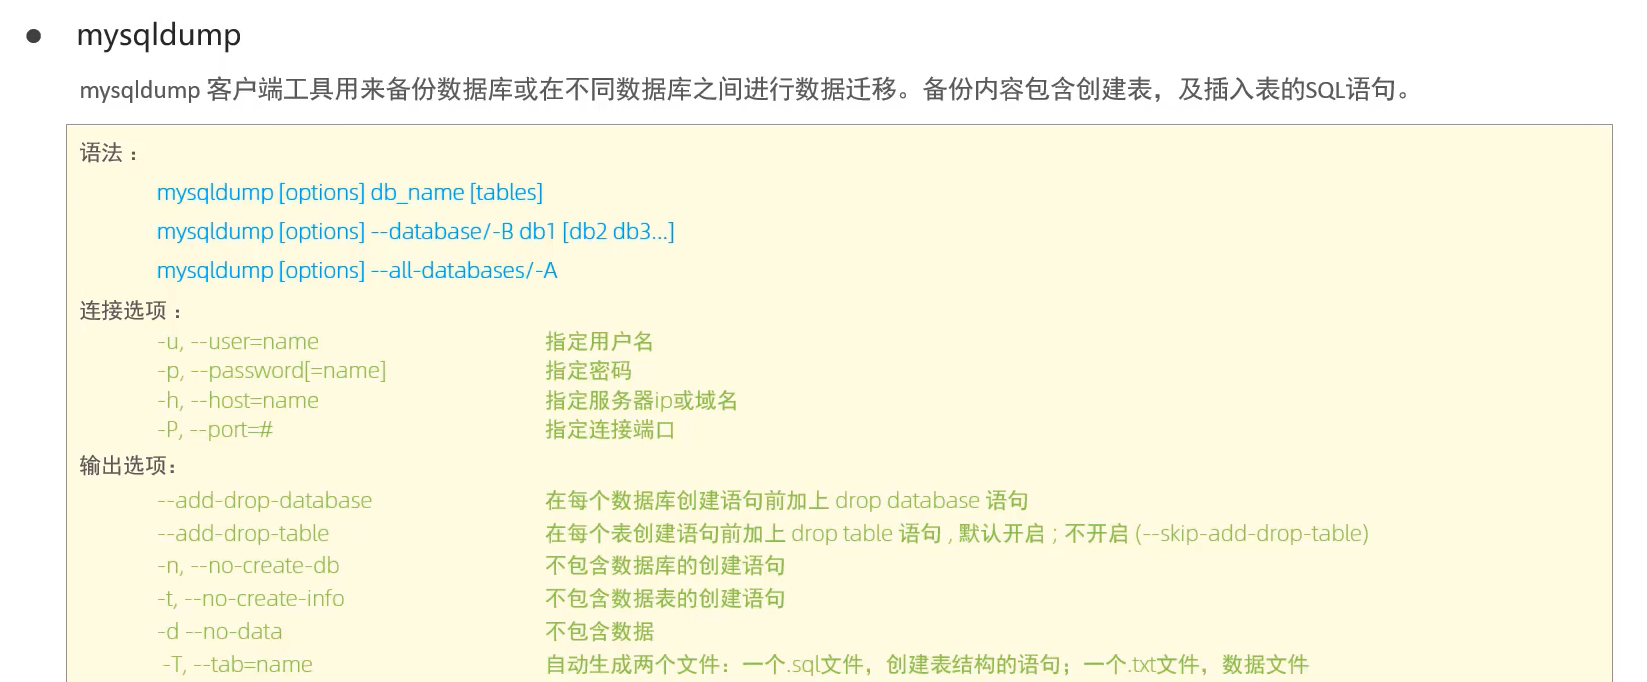 mysqldump
mysqldump 客户端工具用来备份数据库或在不同数据库之间进行数据迁移。备份内容包含创建表，及插入表的SQL语句。
语法：
mysqldump [options] db_name [tables]
mysqldump [options] --database/-B db1 [db2 db3...]
mysqldump [options] --all-databases/-A
连接选项：
-u, --user=name 指定用户名
-p, --password[=name] 指定密码
-h, --host=name 指定服务器ip或域名
-P, --port=# 指定连接端口
输出选项：
--add-drop-database 在每个数据库创建语句前加上 drop database 语句
--add-drop-table 在每个表创建语句前加上 drop table 语句 , 默认开启 ; 不开启 (--skip-add-drop-table)
-n, --no-create-db 不包含数据库的创建语句
-t, --no-create-info 不包含数据表的创建语句
-d --no-data 不包含数据
-T, --tab=name 自动生成两个文件：一个.sql文件，创建表结构的语句；一个.txt文件，数据文件